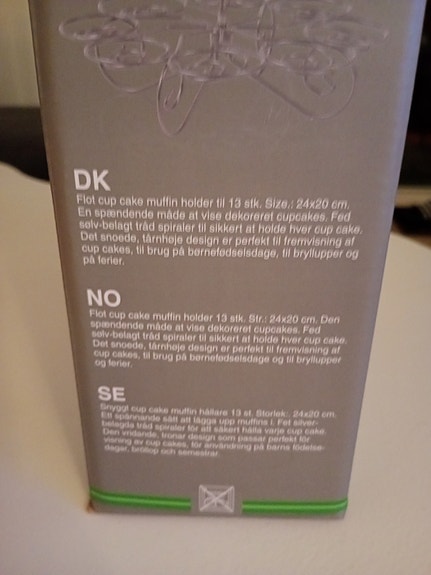 DK
Flot cup cake muffin holder til 13 stk. Size.: 24x20 cm.
En spændende måde at vise dekoreret cupcakes. Fed
sølv-belagt tråd spiraler til sikkert at holde hver cup cake.
Det snoede, tårnhøje design er perfekt til fremvisning af
cup cakes, til brug på børnefødselsdage, til bryllupper og
på ferier.
NO
Flot cup cake muffin holder 13 stk. Str.: 24x20 cm. Den
spændende måde at vise dekoreret cupcakes. Fed
sølv-belagt tråd spiraler til sikkert at holde hver cup cake.
Det snoede, tårnhøje design er perfekt til fremvisning af
cup cakes, til brug på børnefødselsdage og til bryllupper
og ferier.
SE
Snyggt cup cake muffin hållare 13 st. Storlek:. 24x20 cm.
Ett spännande sätt att lägga upp muffins i. Fet silver-
belagda tråd spiraler för att säkert hålla varje cup cake.
Den vridande, tronar design som passar perfekt för
visning av cup cakes, för användning på barns födelse-
dagar, bröllop och semestrar.